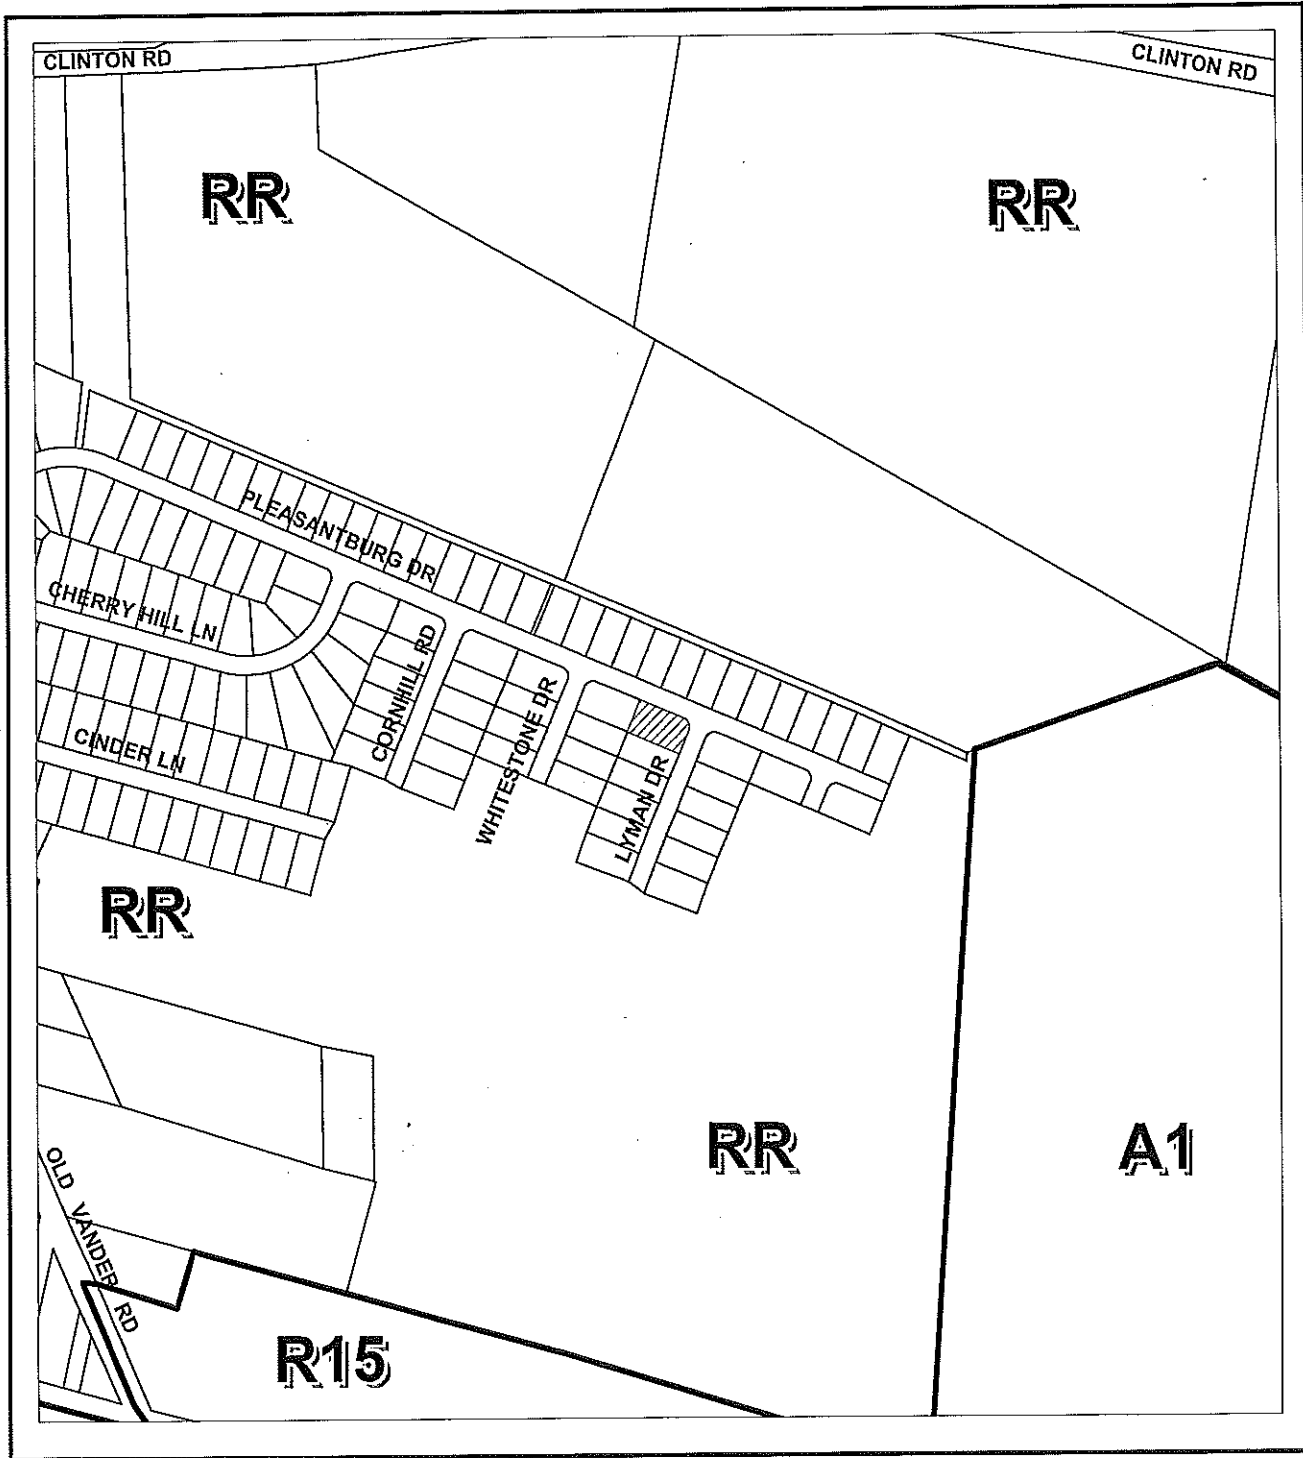 CLINTON RD
CLINTON RD
RR
RR
PLEASANTBURG DR
CHERRY HILL LN
CORNHILL RD
WHITESTONE DR
CINDER LN
LYMAN DR
RR
RR
A1
OLD VANDER RD
R15